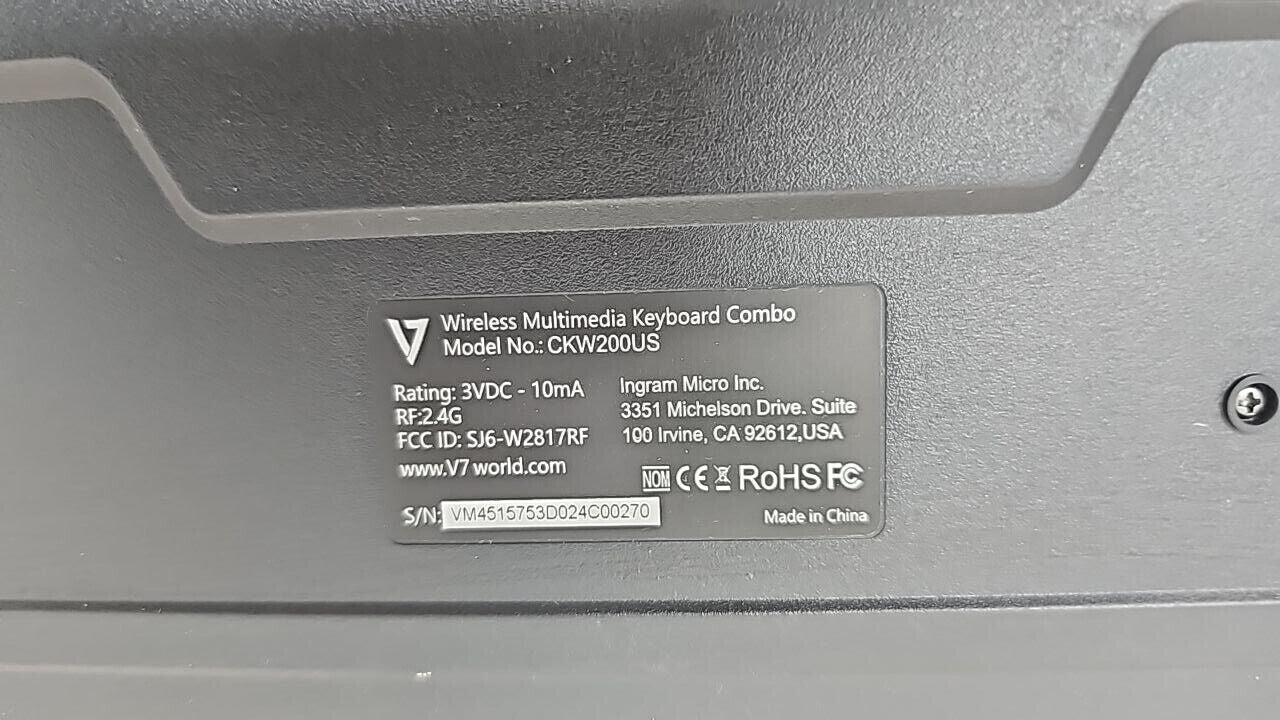 V7 Wireless Multimedia Keyboard Combo
Model No.: CKW200US
Rating: 3VDC - 10mA
RF:2.4G
FCC ID: SJ6-W2817RF
www.V7 world.com
Ingram Micro Inc.
3351 Michelson Drive. Suite
100 Irvine, CA 92612,USA
NOM CE RoHS FC
S/N: VM4515753D024C00270
Made in China